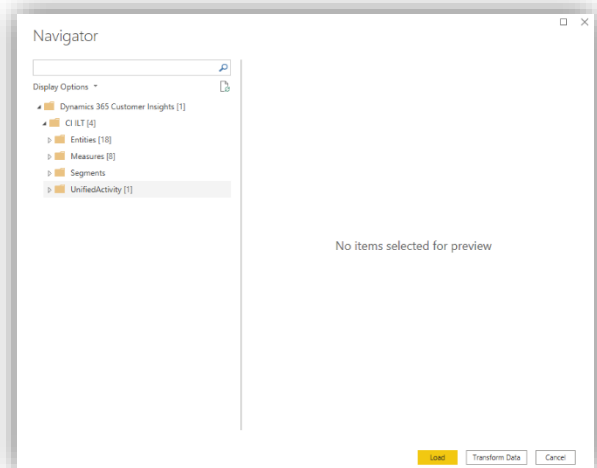 Navigator
Display Options
Dynamics 365 Customer Insights [1]
CI ILT [4]
Entities [18]
Measures [8]
Segments
UnifiedActivity [1]
No items selected for preview
Load
Transform Data
Cancel